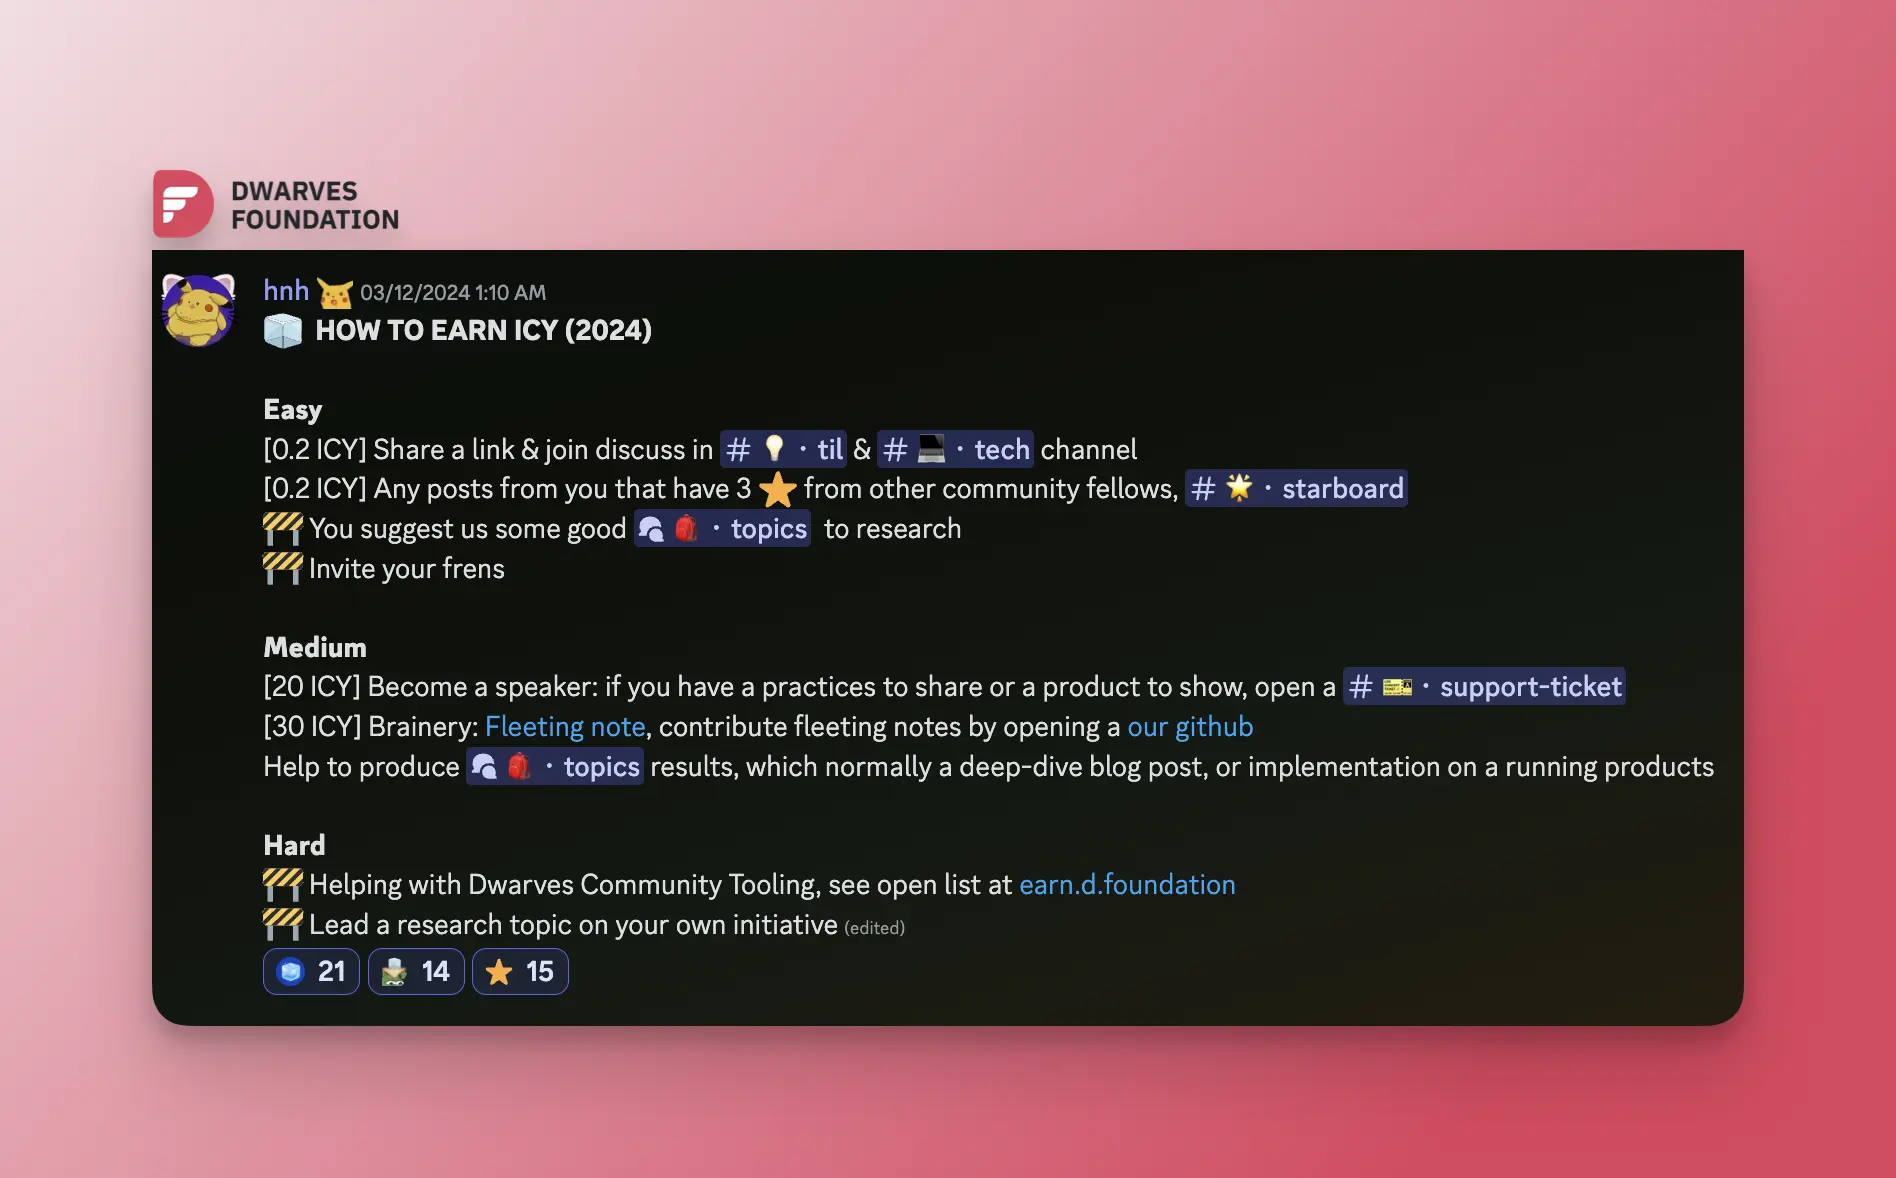 DWARVES
FOUNDATION
hnh 03/12/2024 1:10 AM
HOW TO EARN ICY (2024)
Easy
[0.2 ICY] Share a link & join discuss in # 💡 · til & # 💻 · tech channel
[0.2 ICY] Any posts from you that have 3 ⭐ from other community fellows, # 🌟 · starboard
🚧 You suggest us some good 🎒 · topics to research
🚧 Invite your frens
Medium
[20 ICY] Become a speaker: if you have a practices to share or a product to show, open a # 🎫 · support-ticket
[30 ICY] Brainery: Fleeting note, contribute fleeting notes by opening a our github
Help to produce 🎒 · topics results, which normally a deep-dive blog post, or implementation on a running products
Hard
🚧 Helping with Dwarves Community Tooling, see open list at earn.d.foundation
🚧 Lead a research topic on your own initiative (edited)
21 14 15